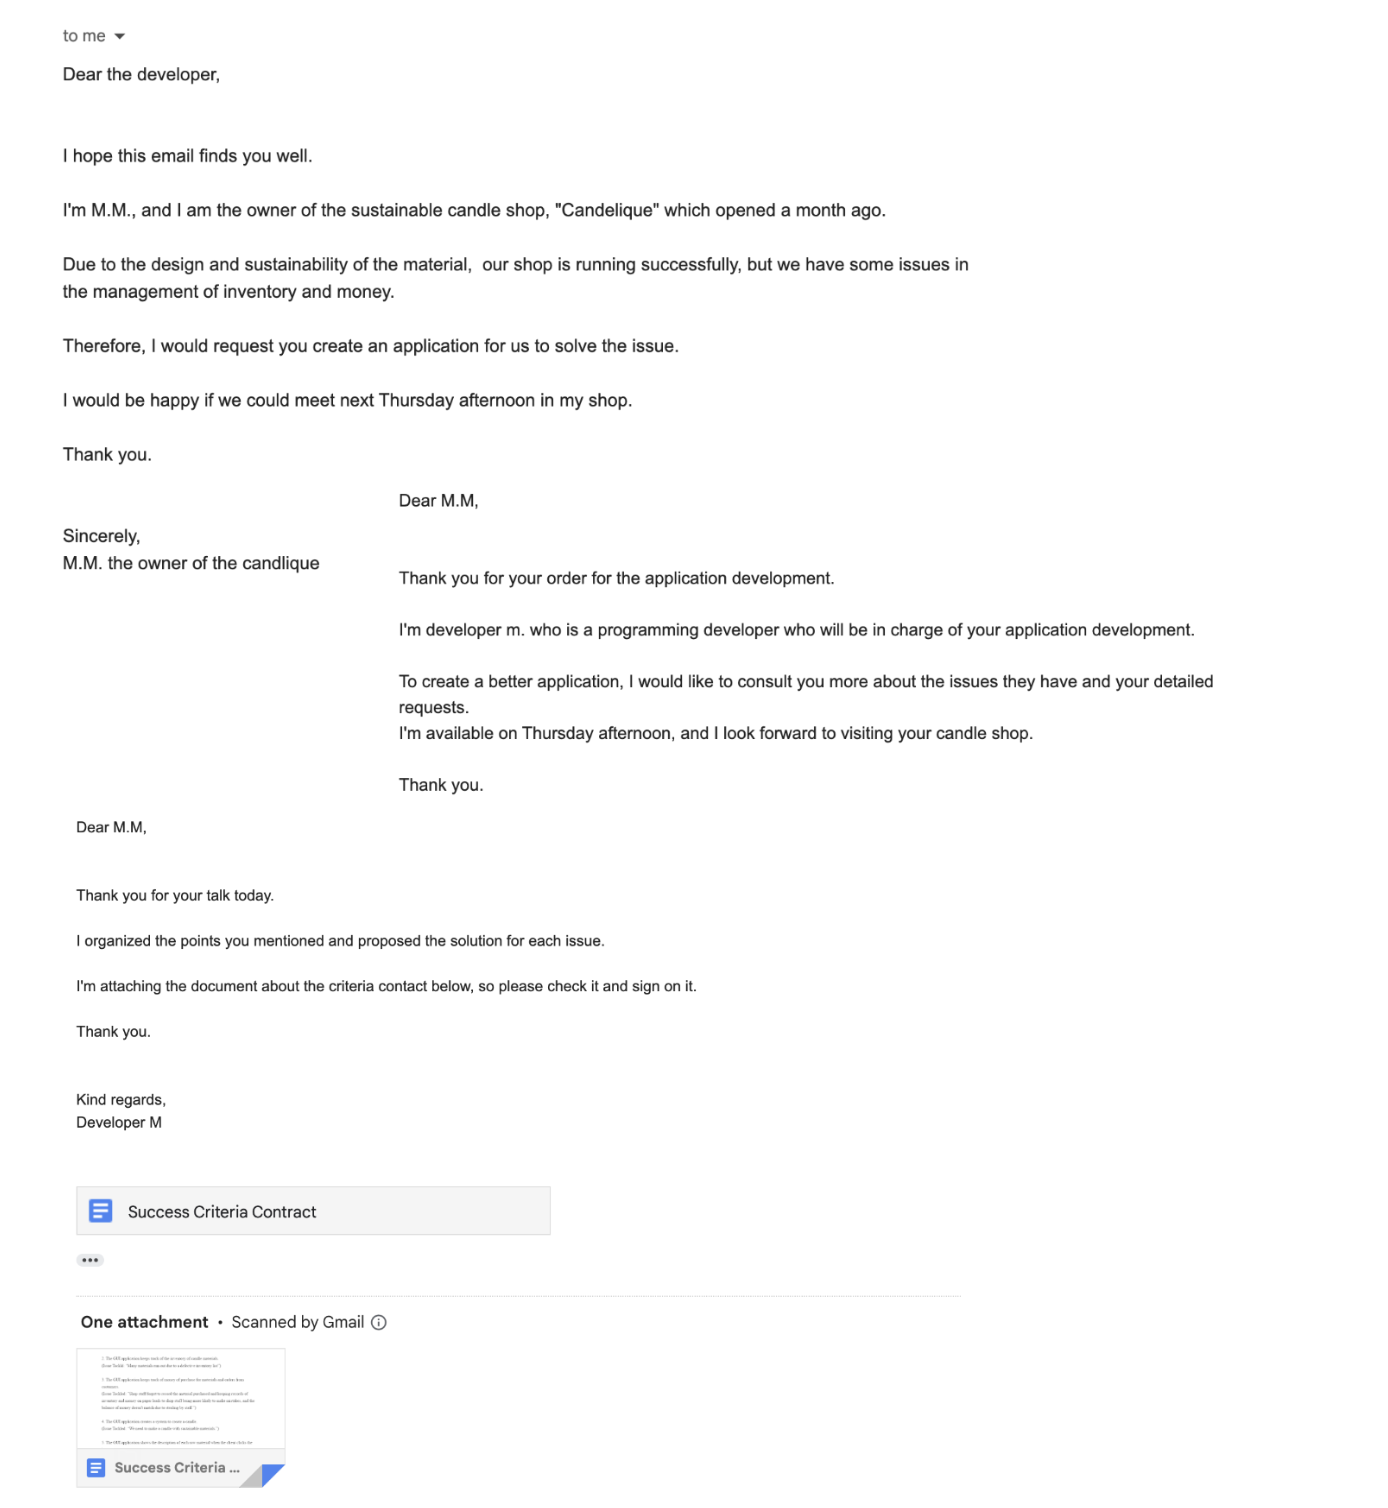 to me
Dear the developer,
I hope this email finds you well.
I'm M.M., and I am the owner of the sustainable candle shop, "Candelique" which opened a month ago.
Due to the design and sustainability of the material,  our shop is running successfully, but we have some issues in
the management of inventory and money.
Therefore, I would request you create an application for us to solve the issue.
I would be happy if we could meet next Thursday afternoon in my shop.
Thank you.
Sincerely,
M.M. the owner of the candlique
Dear M.M,
Thank you for your order for the application development.
I'm developer m. who is a programming developer who will be in charge of your application development.
To create a better application, I would like to consult you more about the issues they have and your detailed
requests.
I'm available on Thursday afternoon, and I look forward to visiting your candle shop.
Thank you.
Dear M.M,
Thank you for your talk today.
I organized the points you mentioned and proposed the solution for each issue.
I'm attaching the document about the criteria contact below, so please check it and sign on it.
Thank you.
Kind regards,
Developer M
Success Criteria Contract
One attachment • Scanned by Gmail
Success Criteria ...